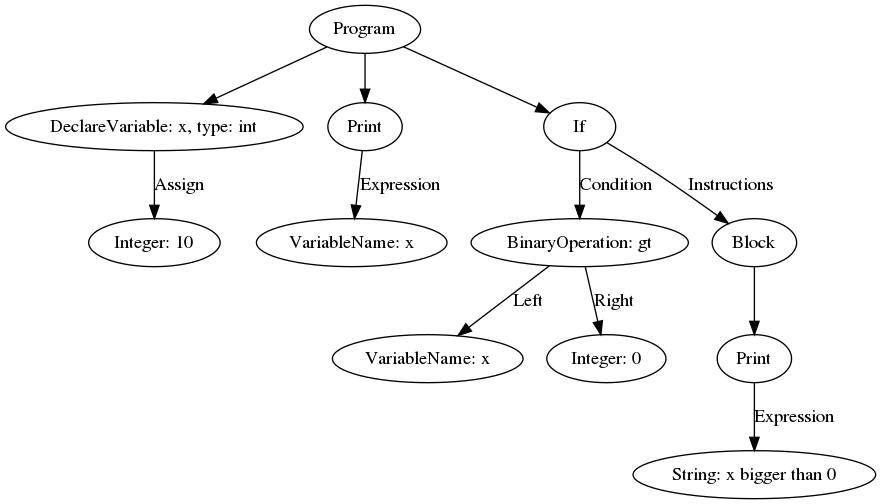 Program
DeclareVariable: x, type: int
Print
If
Assign
Expression
Condition
Instructions
Integer: 10
VariableName: x
BinaryOperation: gt
Block
Left
Right
VariableName: x
Integer: 0
Print
Expression
String: x bigger than 0